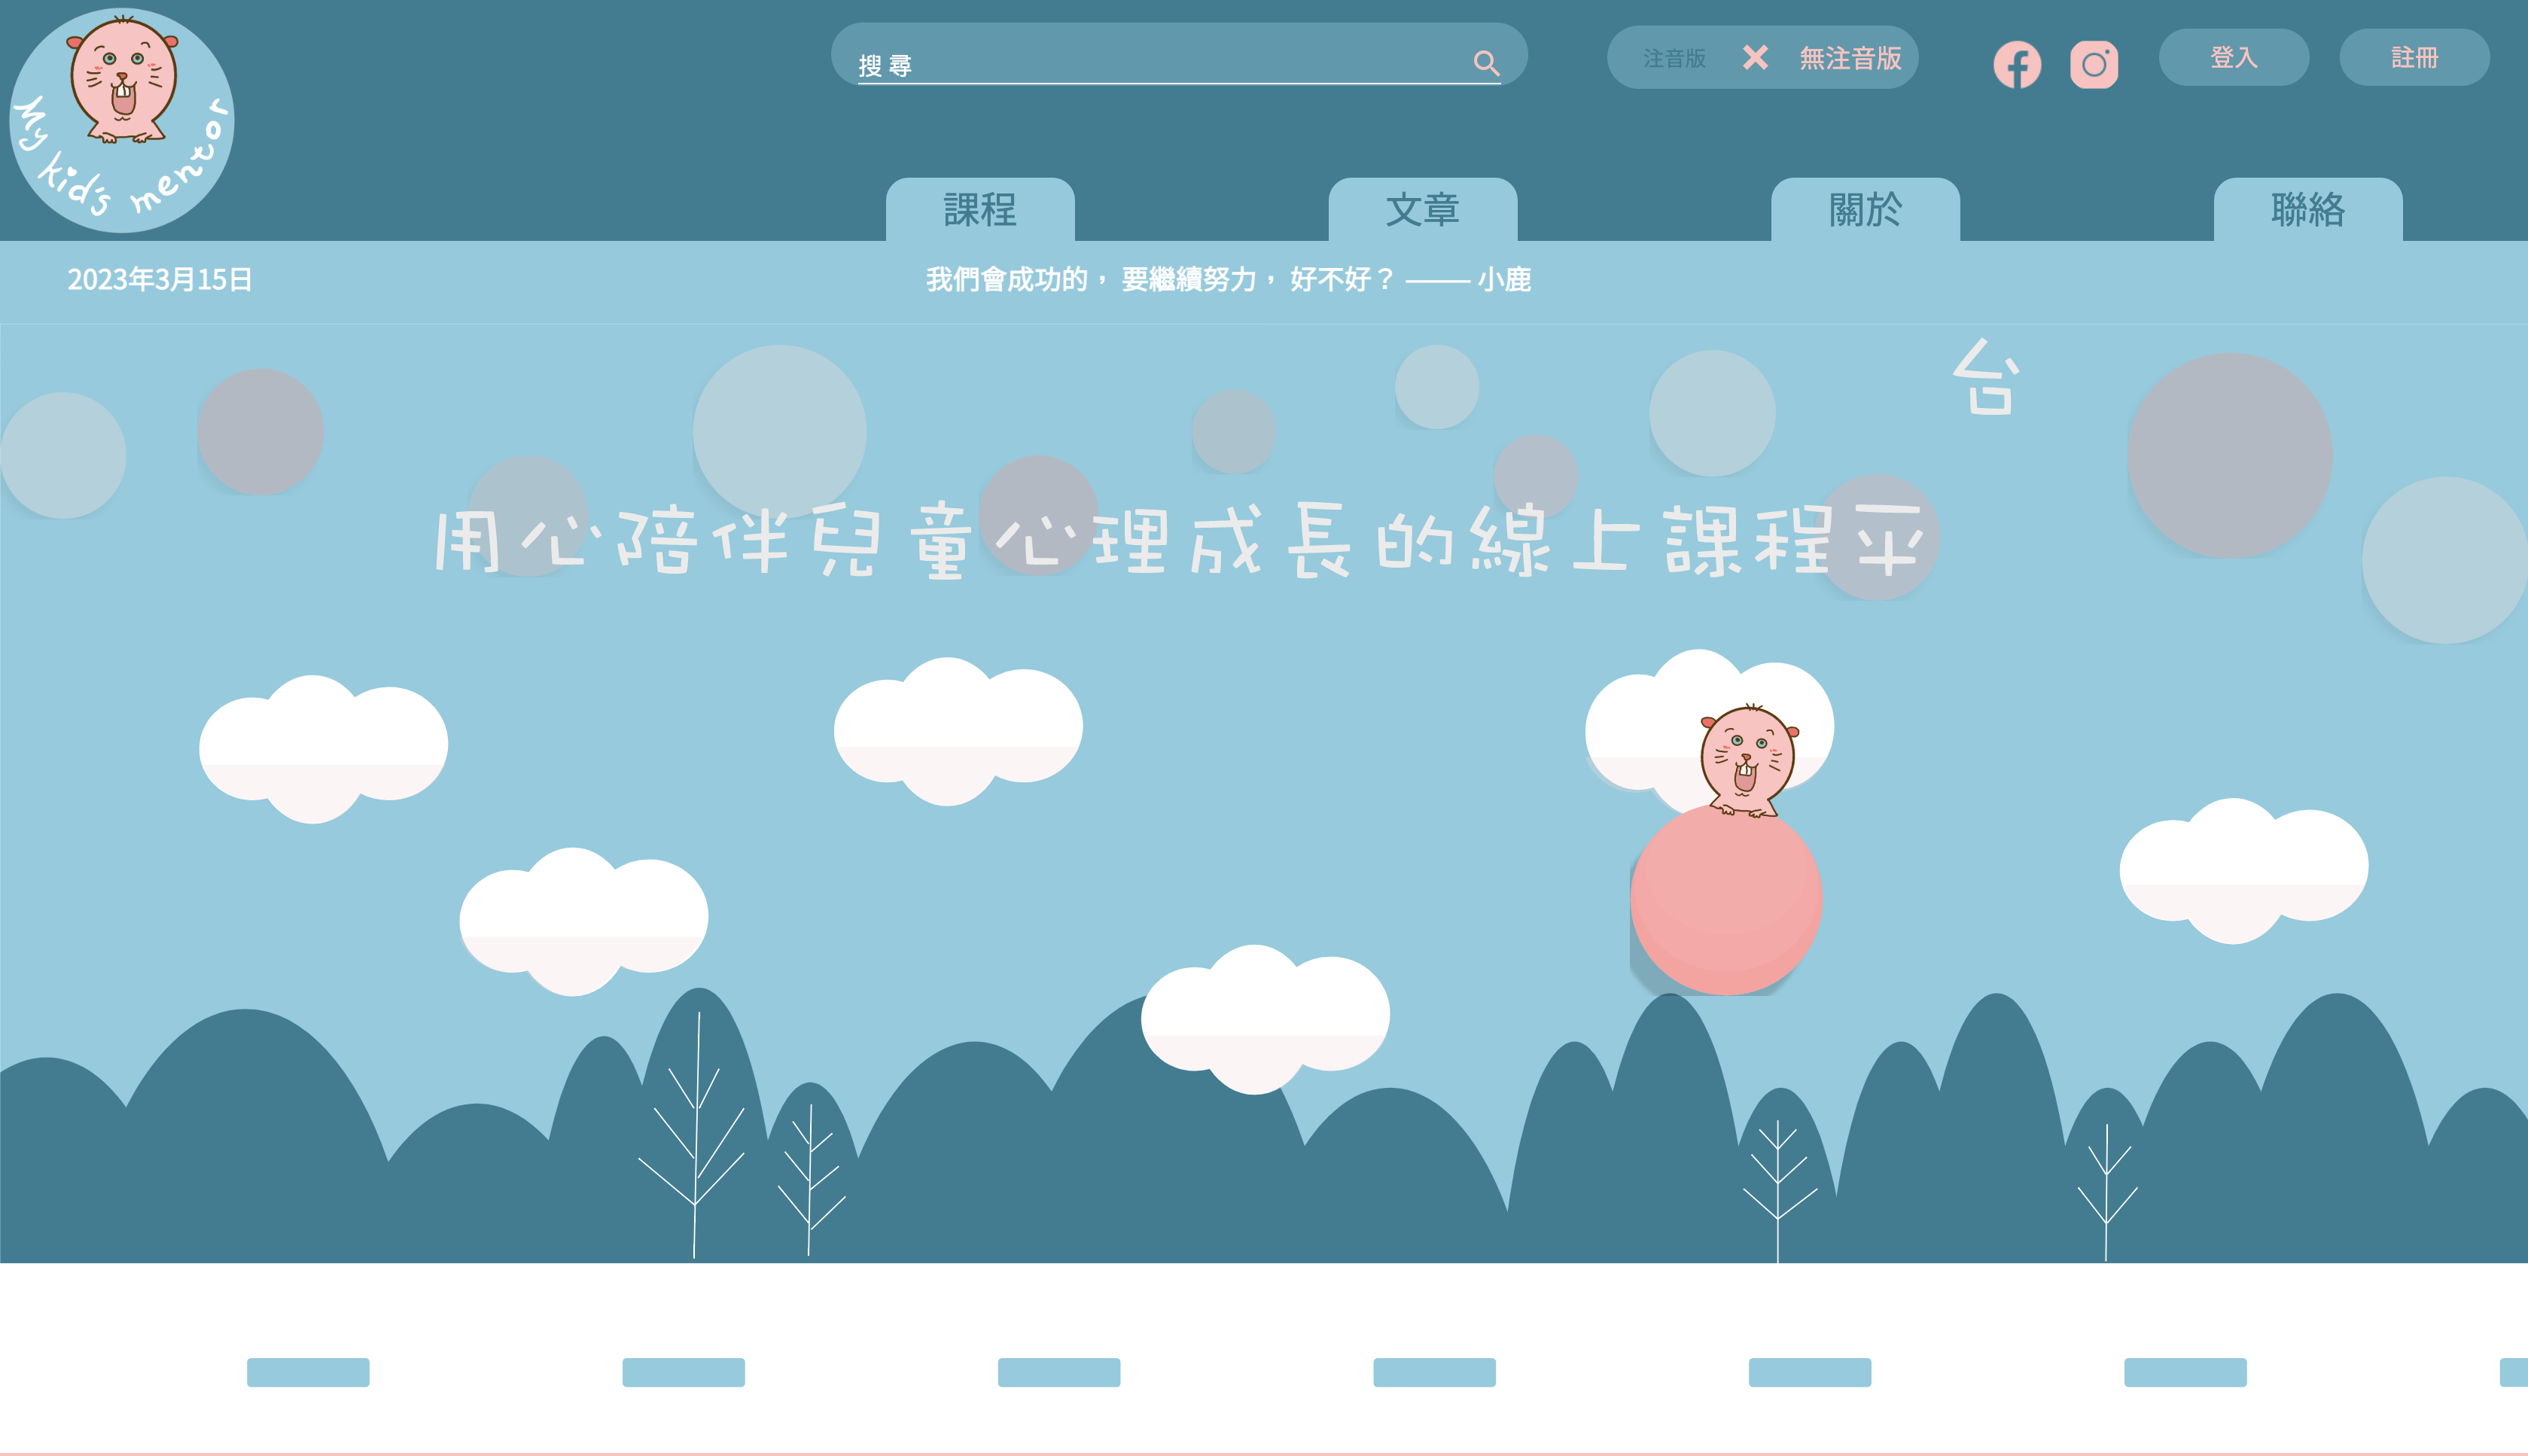 My kid's mentor
搜尋
注音版 無注音版
登入
註冊
課程
文章
關於
聯絡
2023年3月15日
我們會成功的， 要繼續努力， 好不好？ ——— 小鹿
用心陪伴兒童心理成長的線上課程平台